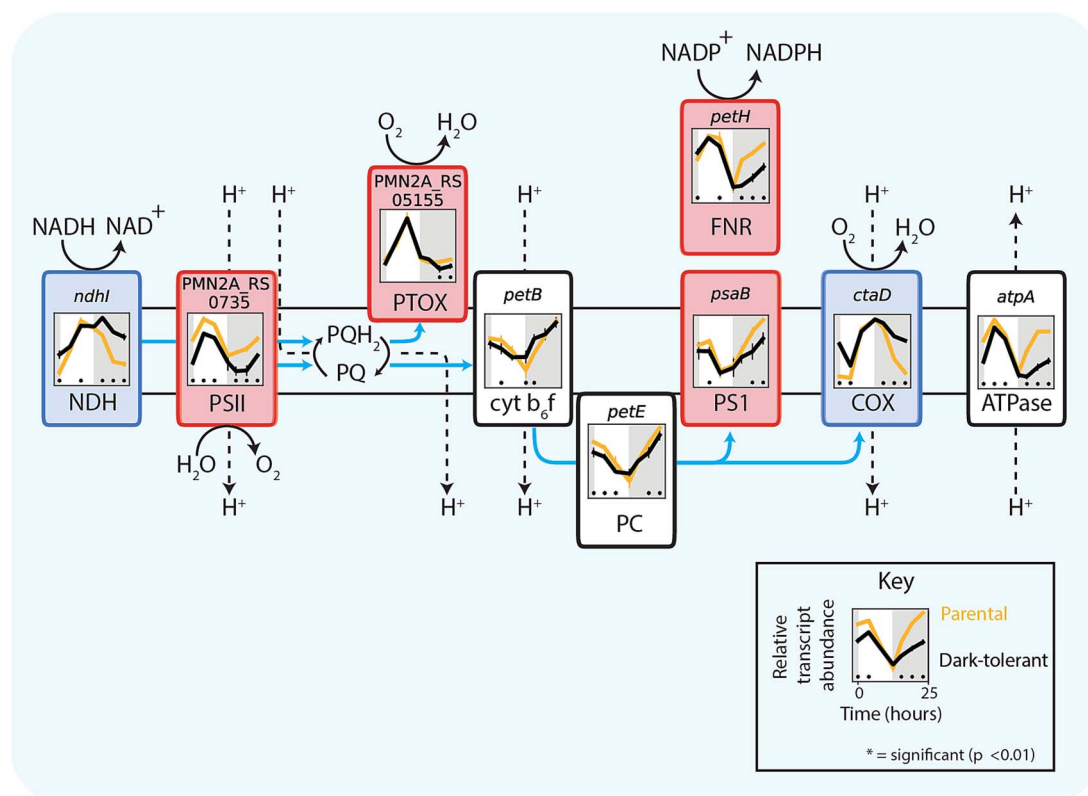 NADP+ NADPH
petH
FNR
O2 H2O
PMN2A_RS
05155
PTOX
H+ H+ H+ H+ H+
NADH NAD+
O2 H2O
ndhI
NDH
PMN2A_RS
0735
PSII
PQH2
PQ
petB
cyt b6f
psaB
PS1
ctaD
COX
atpA
ATPase
petE
PC
H2O O2
H+ H+ H+ H+ H+
Key
Relative
transcript
abundance
Parental
Dark-tolerant
0 25
Time (hours)
* = significant (p <0.01)